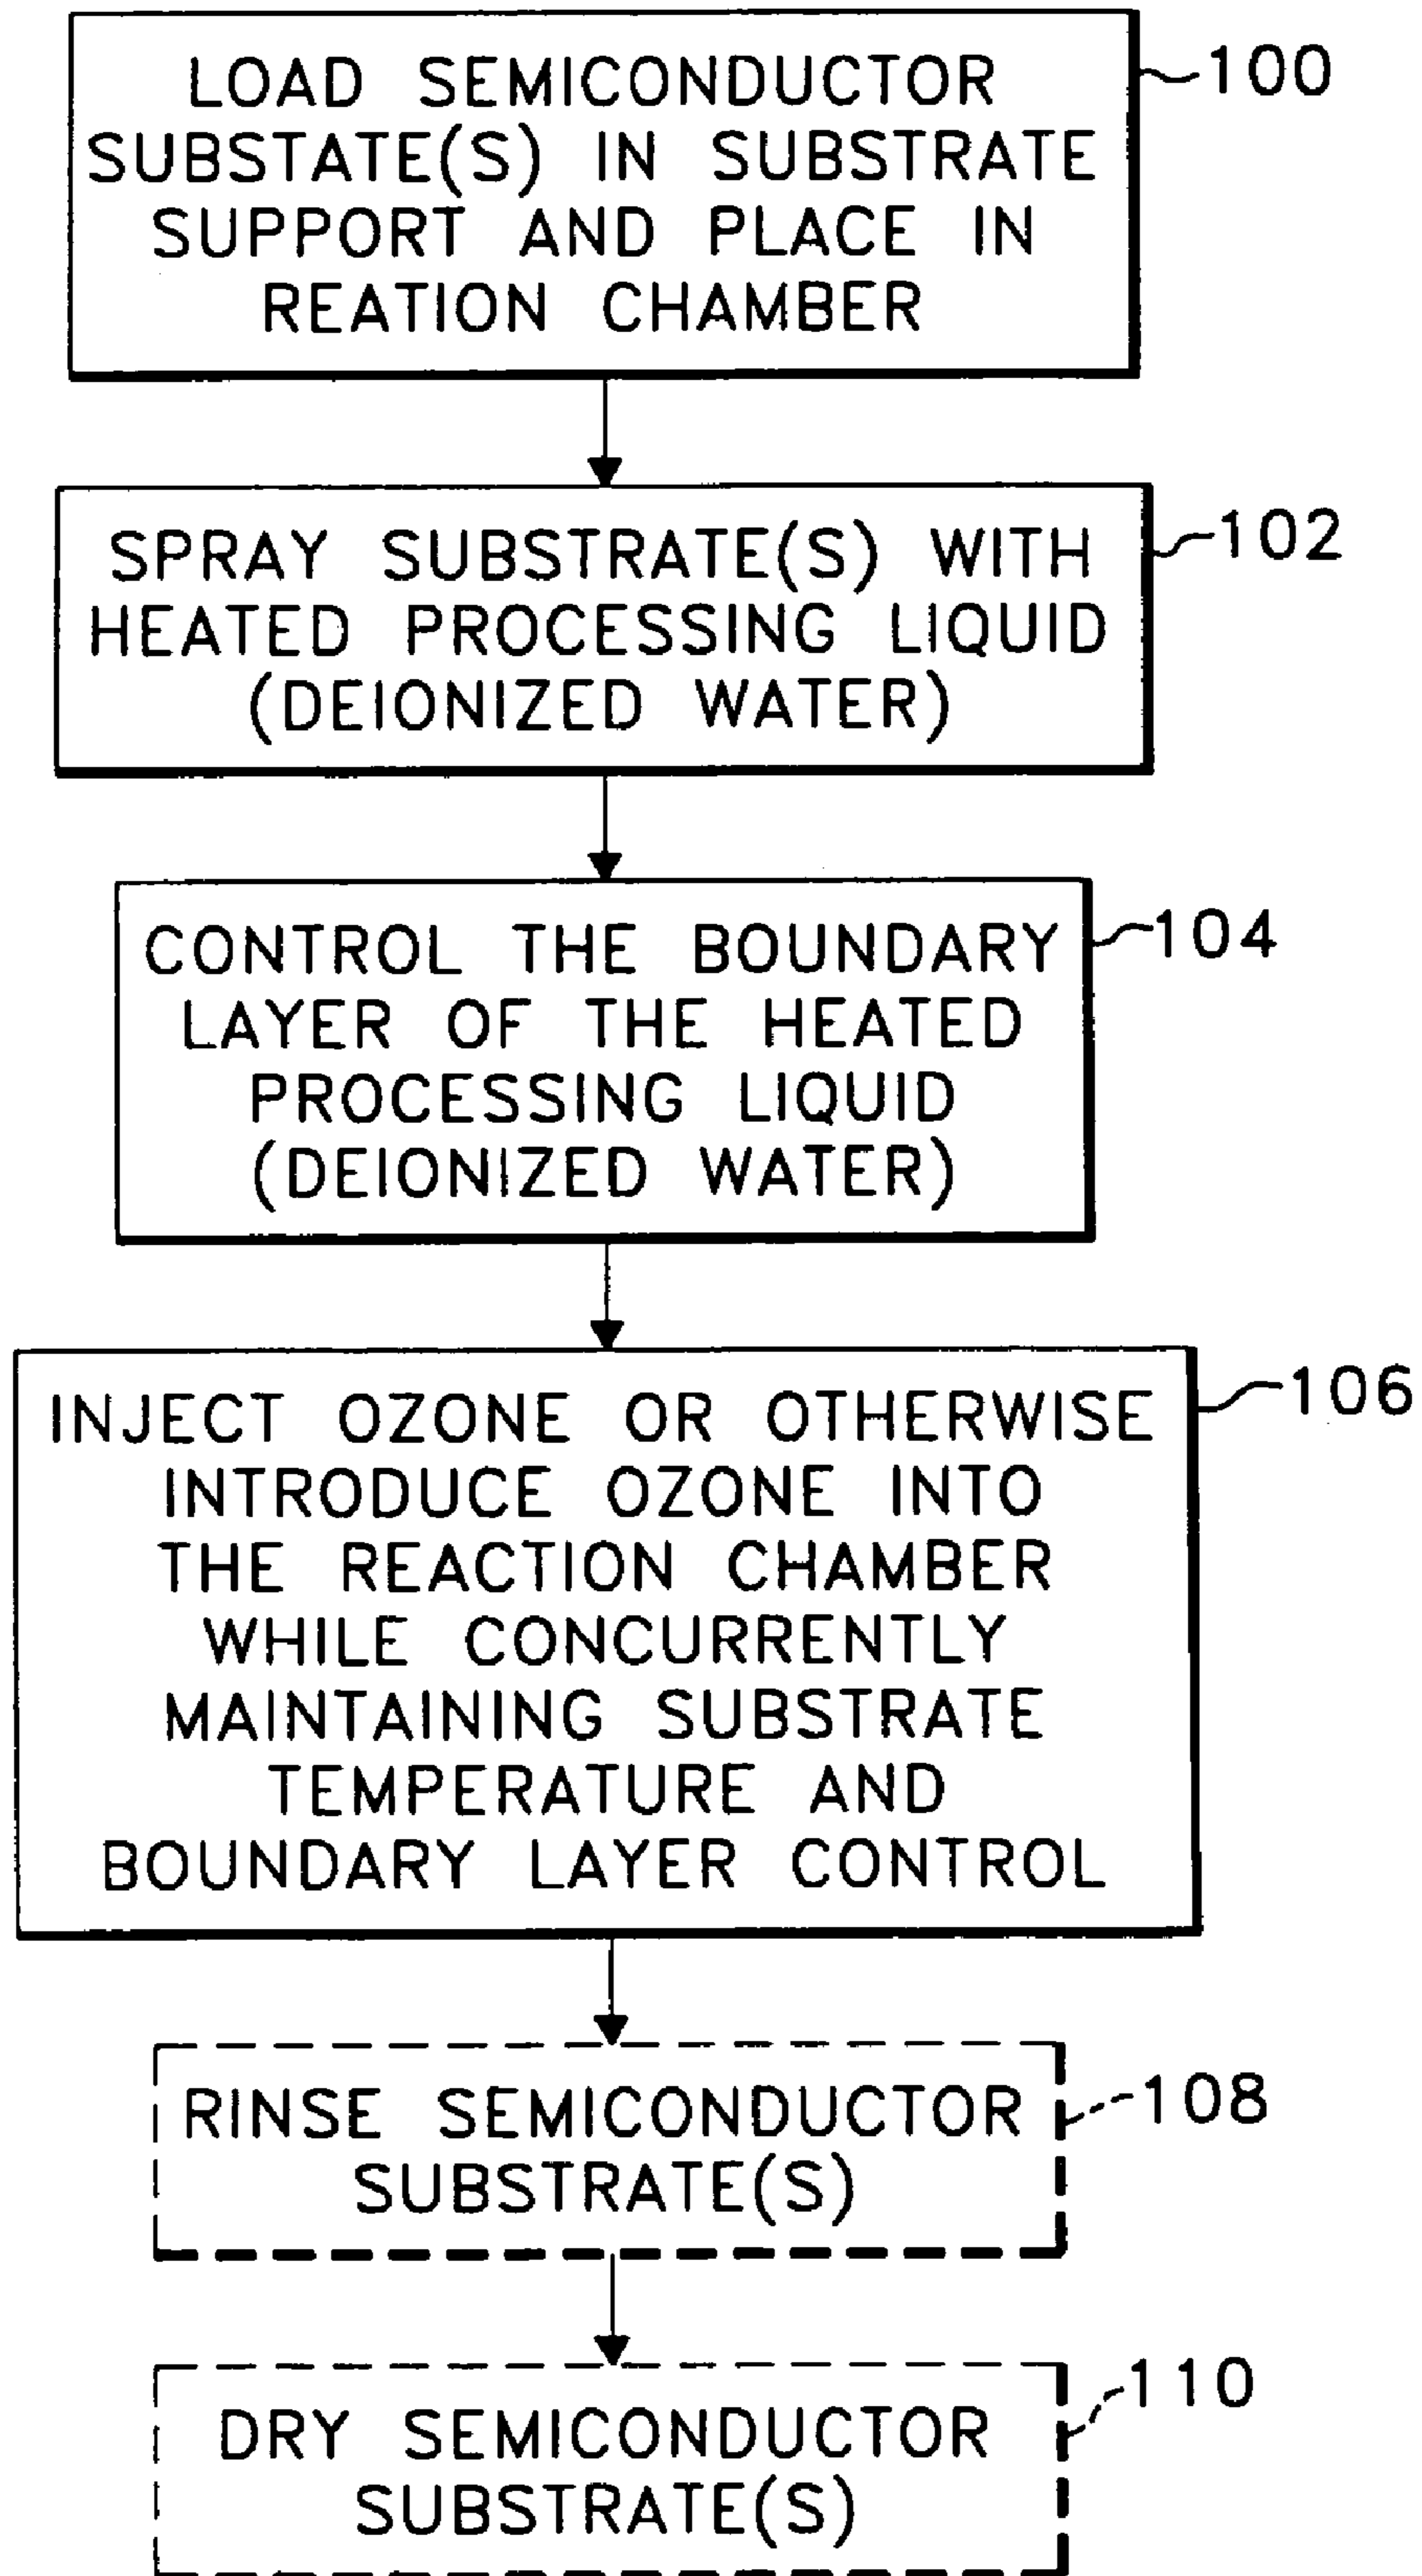 LOAD SEMICONDUCTOR
SUBSTATE(S) IN SUBSTRATE
SUPPORT AND PLACE IN
REATION CHAMBER
100
SPRAY SUBSTRATE(S) WITH
HEATED PROCESSING LIQUID
(DEIONIZED WATER)
102
CONTROL THE BOUNDARY
LAYER OF THE HEATED
PROCESSING LIQUID
(DEIONIZED WATER)
104
INJECT OZONE OR OTHERWISE
INTRODUCE OZONE INTO
THE REACTION CHAMBER
WHILE CONCURRENTLY
MAINTAINING SUBSTRATE
TEMPERATURE AND
BOUNDARY LAYER CONTROL
106
RINSE SEMICONDUCTOR
SUBSTRATE(S)
108
DRY SEMICONDUCTOR
SUBSTRATE(S)
110